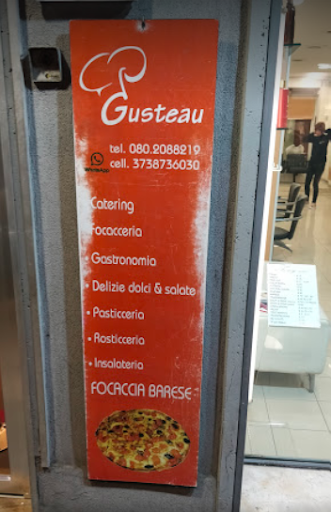 Gusteau
tel. 080.2088219
cell. 3738736030
Catering
Focacceria
• Gastronomia
• Delizie dolci & salate
• Pasticceria
• Rosticceria
• Insalateria
FOCACCIA BARESE